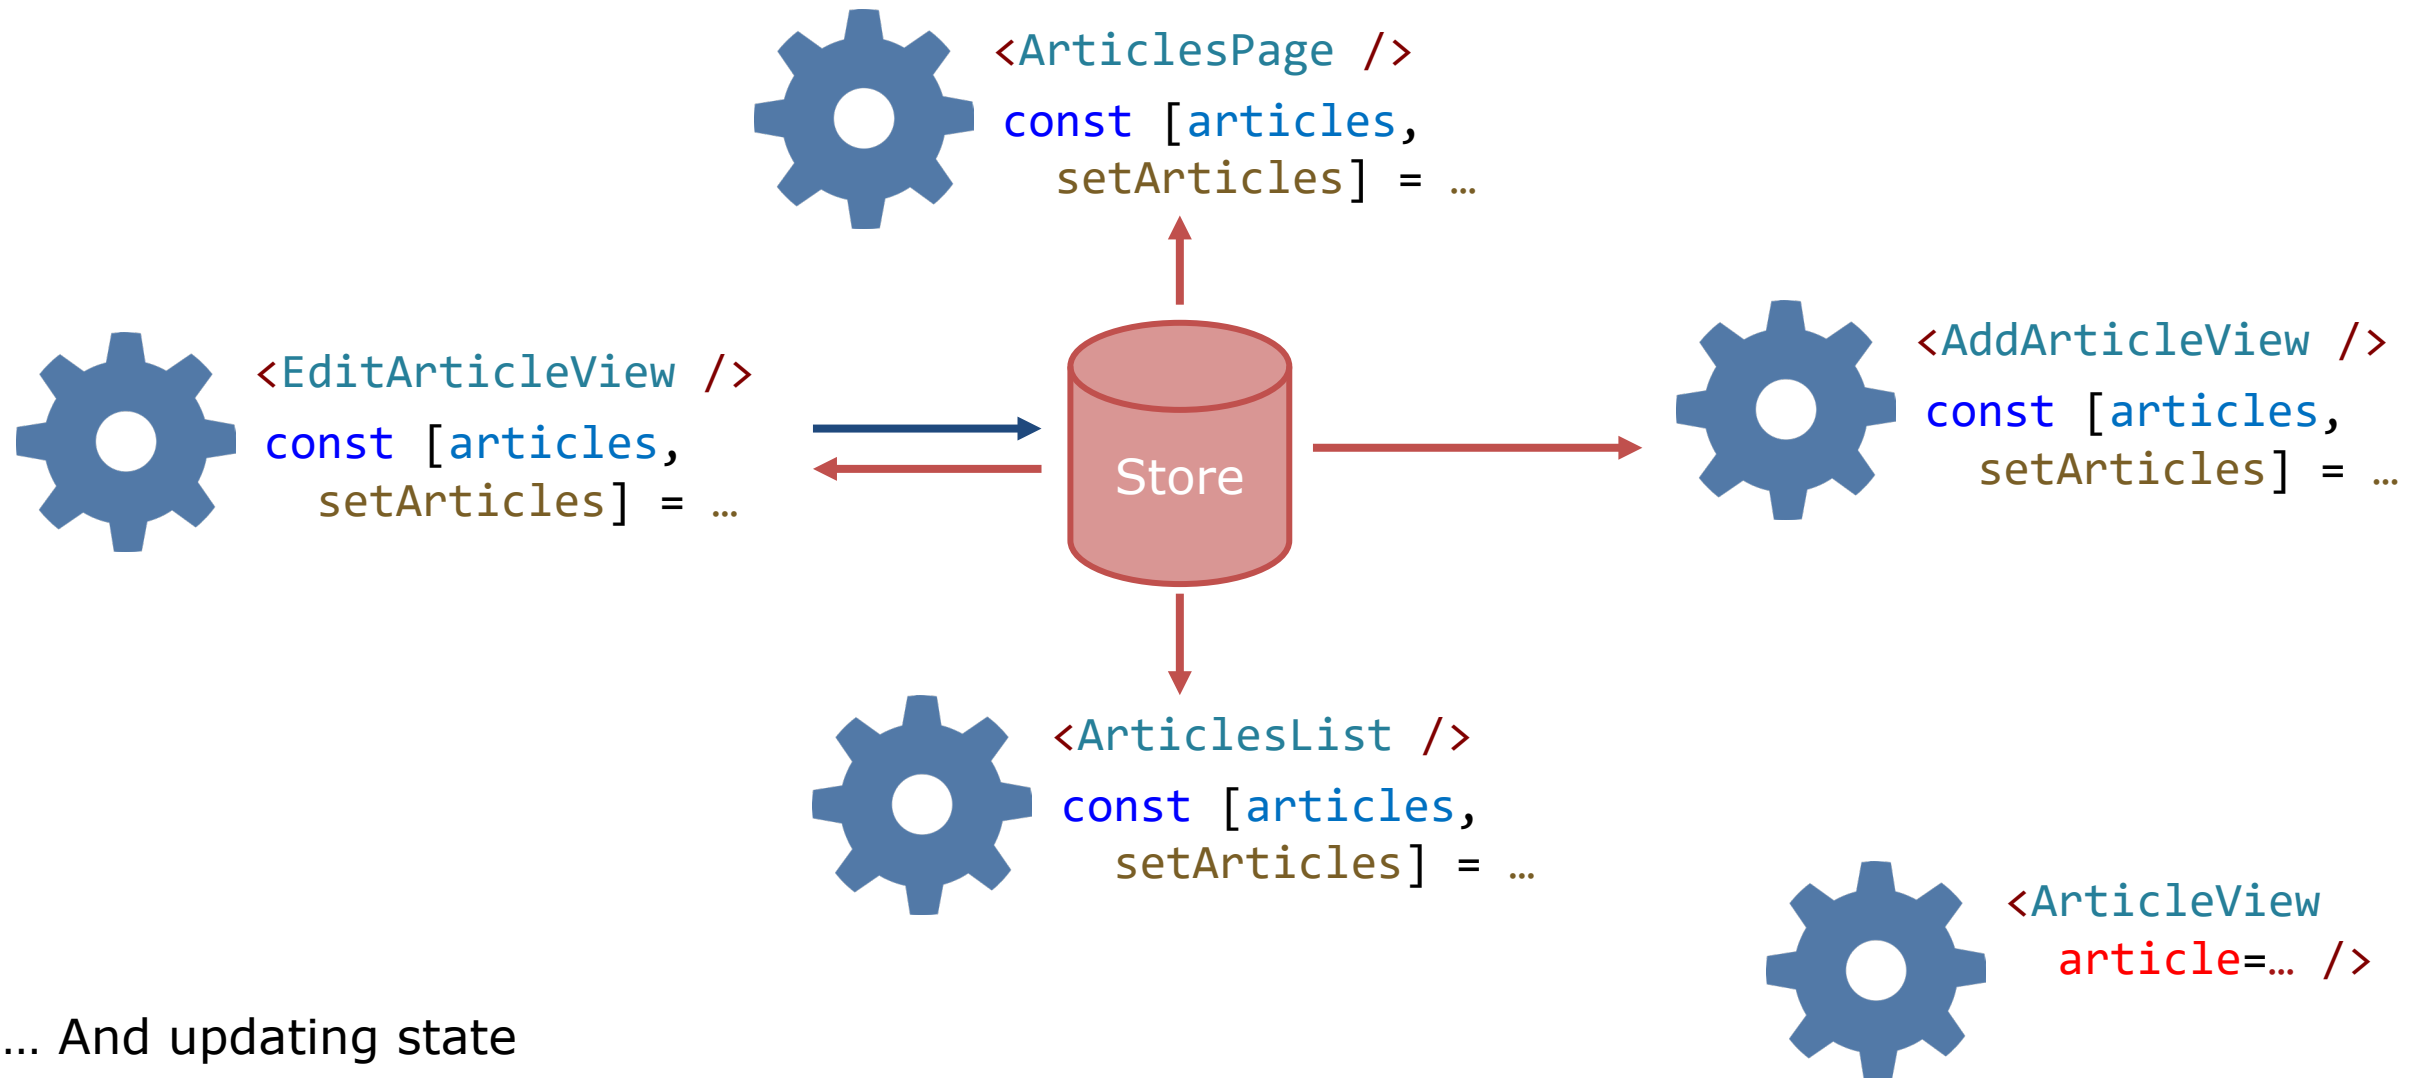 <ArticlesPage />
const [articles,
setArticles] = …
<EditArticleView />
const [articles,
setArticles] = …
Store
<AddArticleView />
const [articles,
setArticles] = …
<ArticlesList />
const [articles,
setArticles] = …
<ArticleView
article=… />
… And updating state